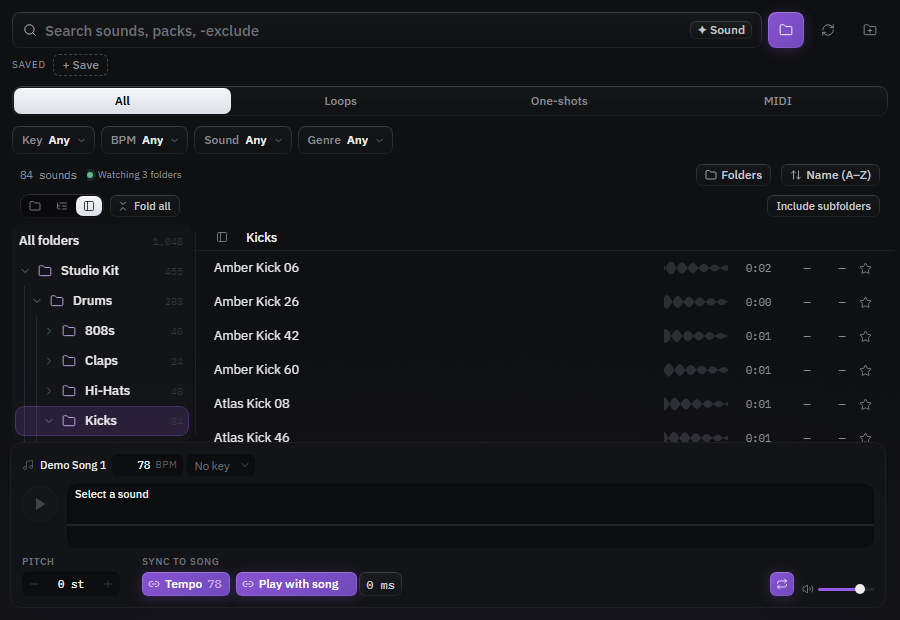 Search sounds, packs, -exclude
✦ Sound
SAVED + Save
All Loops One-shots MIDI
Key Any BPM Any Sound Any Genre Any
84 sounds Watching 3 folders Folders Name (A–Z)
Fold all Include subfolders
All folders 1,048
Kicks
Studio Kit 455
Drums 283
808s 40
Claps 24
Hi-Hats 48
Kicks 84
Amber Kick 06 0:02 – –
Amber Kick 26 0:00 – –
Amber Kick 42 0:01 – –
Amber Kick 60 0:01 – –
Atlas Kick 08 0:01 – –
Atlas Kick 46 0:01 – –
Demo Song 1 78 BPM No key
Select a sound
PITCH SYNC TO SONG
− 0 st + Tempo 78 Play with song 0 ms